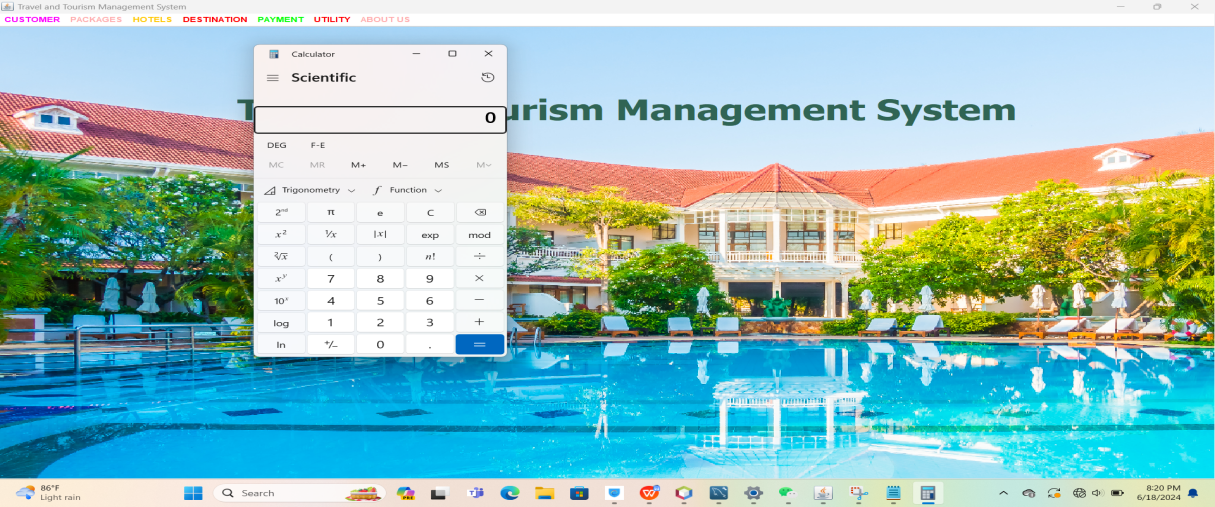 Travel and Tourism Management System
CUSTOMER PACKAGES HOTELS DESTINATION PAYMENT UTILITY ABOUT US
Calculator
Scientific
T urism Management System
0
DEG F-E
MC MR M+ M− MS M
Trigonometry f Function
2ⁿᵈ π e C
x² ¹/x |x| exp mod
²√x ( ) n! ÷
xʸ 7 8 9 ×
10ˣ 4 5 6 −
log 1 2 3 +
ln +/− 0 . =
86°F
Light rain
Search
PRE
8:20 PM
6/18/2024